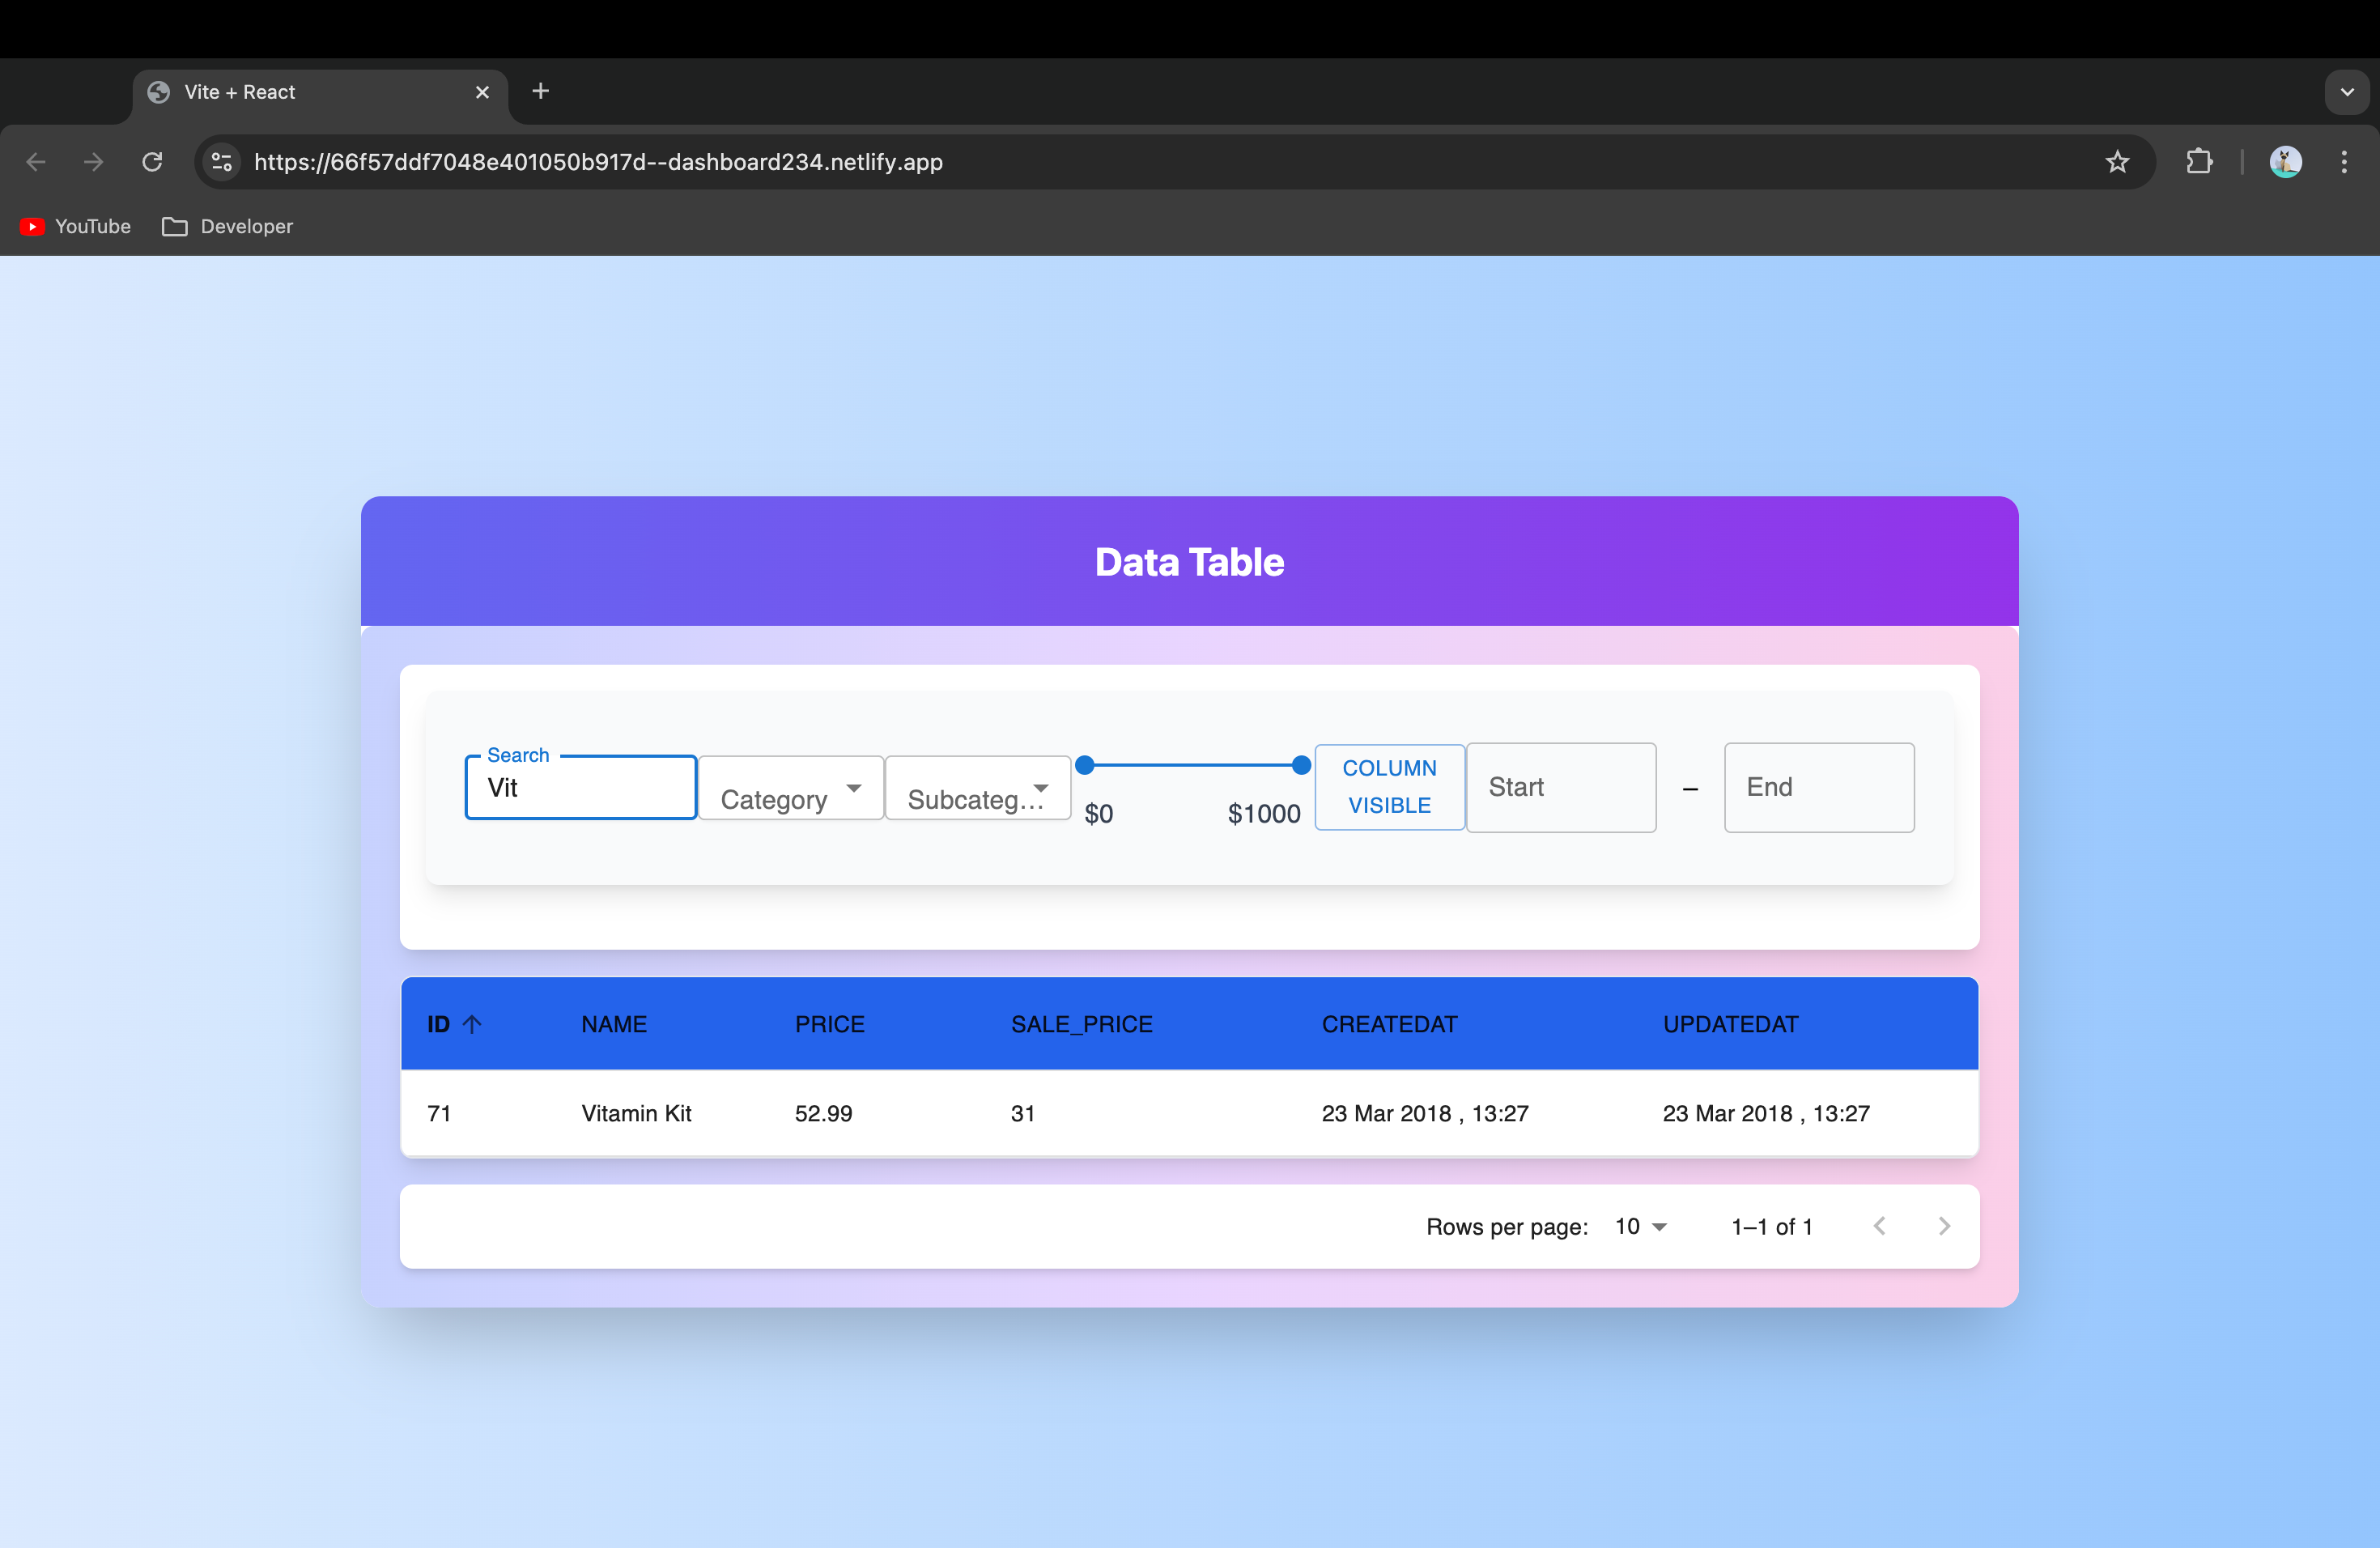 Vite + React
https://66f57ddf7048e401050b917d--dashboard234.netlify.app
YouTube Developer
Data Table
Search
Vit
Category
Subcateg...
$0 $1000
COLUMN
VISIBLE
Start – End
ID NAME PRICE SALE_PRICE CREATEDAT UPDATEDAT
71 Vitamin Kit 52.99 31 23 Mar 2018 , 13:27 23 Mar 2018 , 13:27
Rows per page: 10 1–1 of 1